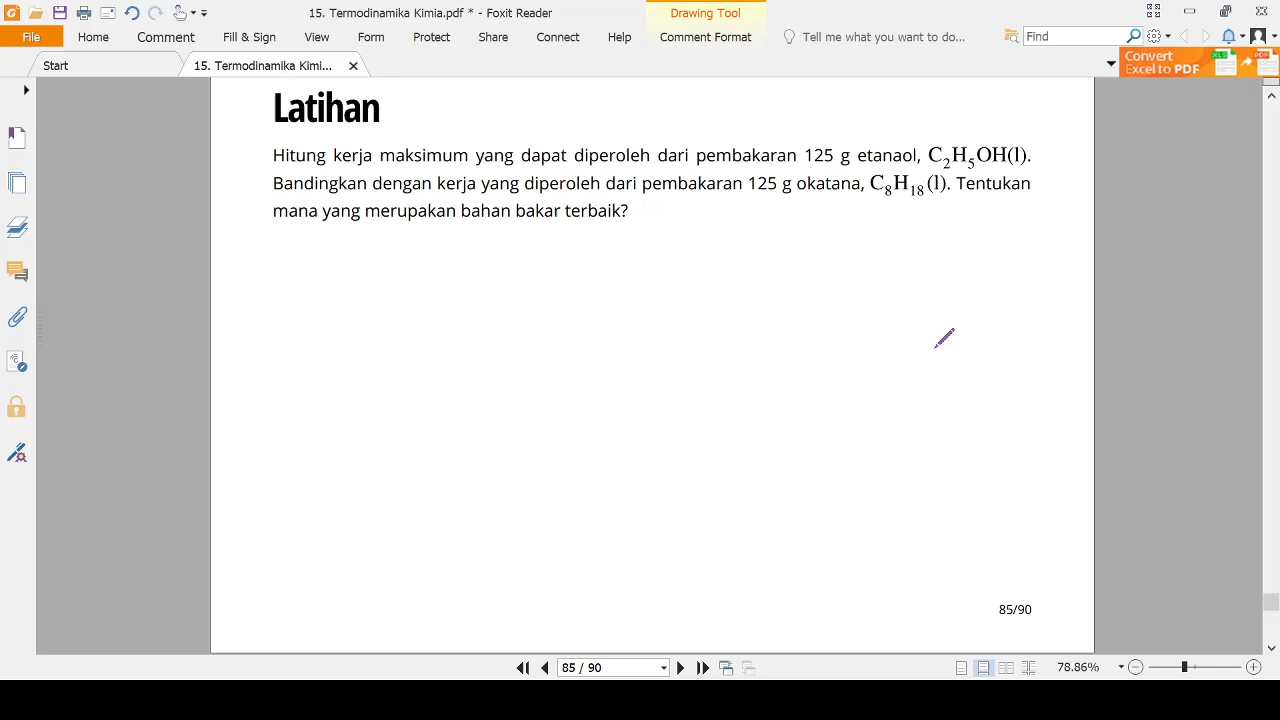 15. Termodinamika Kimia.pdf * - Foxit Reader
Drawing Tool
File Home Comment Fill & Sign View Form Protect Share Connect Help Comment Format Tell me what you want to do... Find
Start 15. Termodinamika Kimi... Convert
Excel to PDF
Latihan
Hitung kerja maksimum yang dapat diperoleh dari pembakaran 125 g etanaol, C₂H₅OH(l).
Bandingkan dengan kerja yang diperoleh dari pembakaran 125 g okatana, C₈H₁₈(l). Tentukan
mana yang merupakan bahan bakar terbaik?
85/90
85 / 90 78.86%